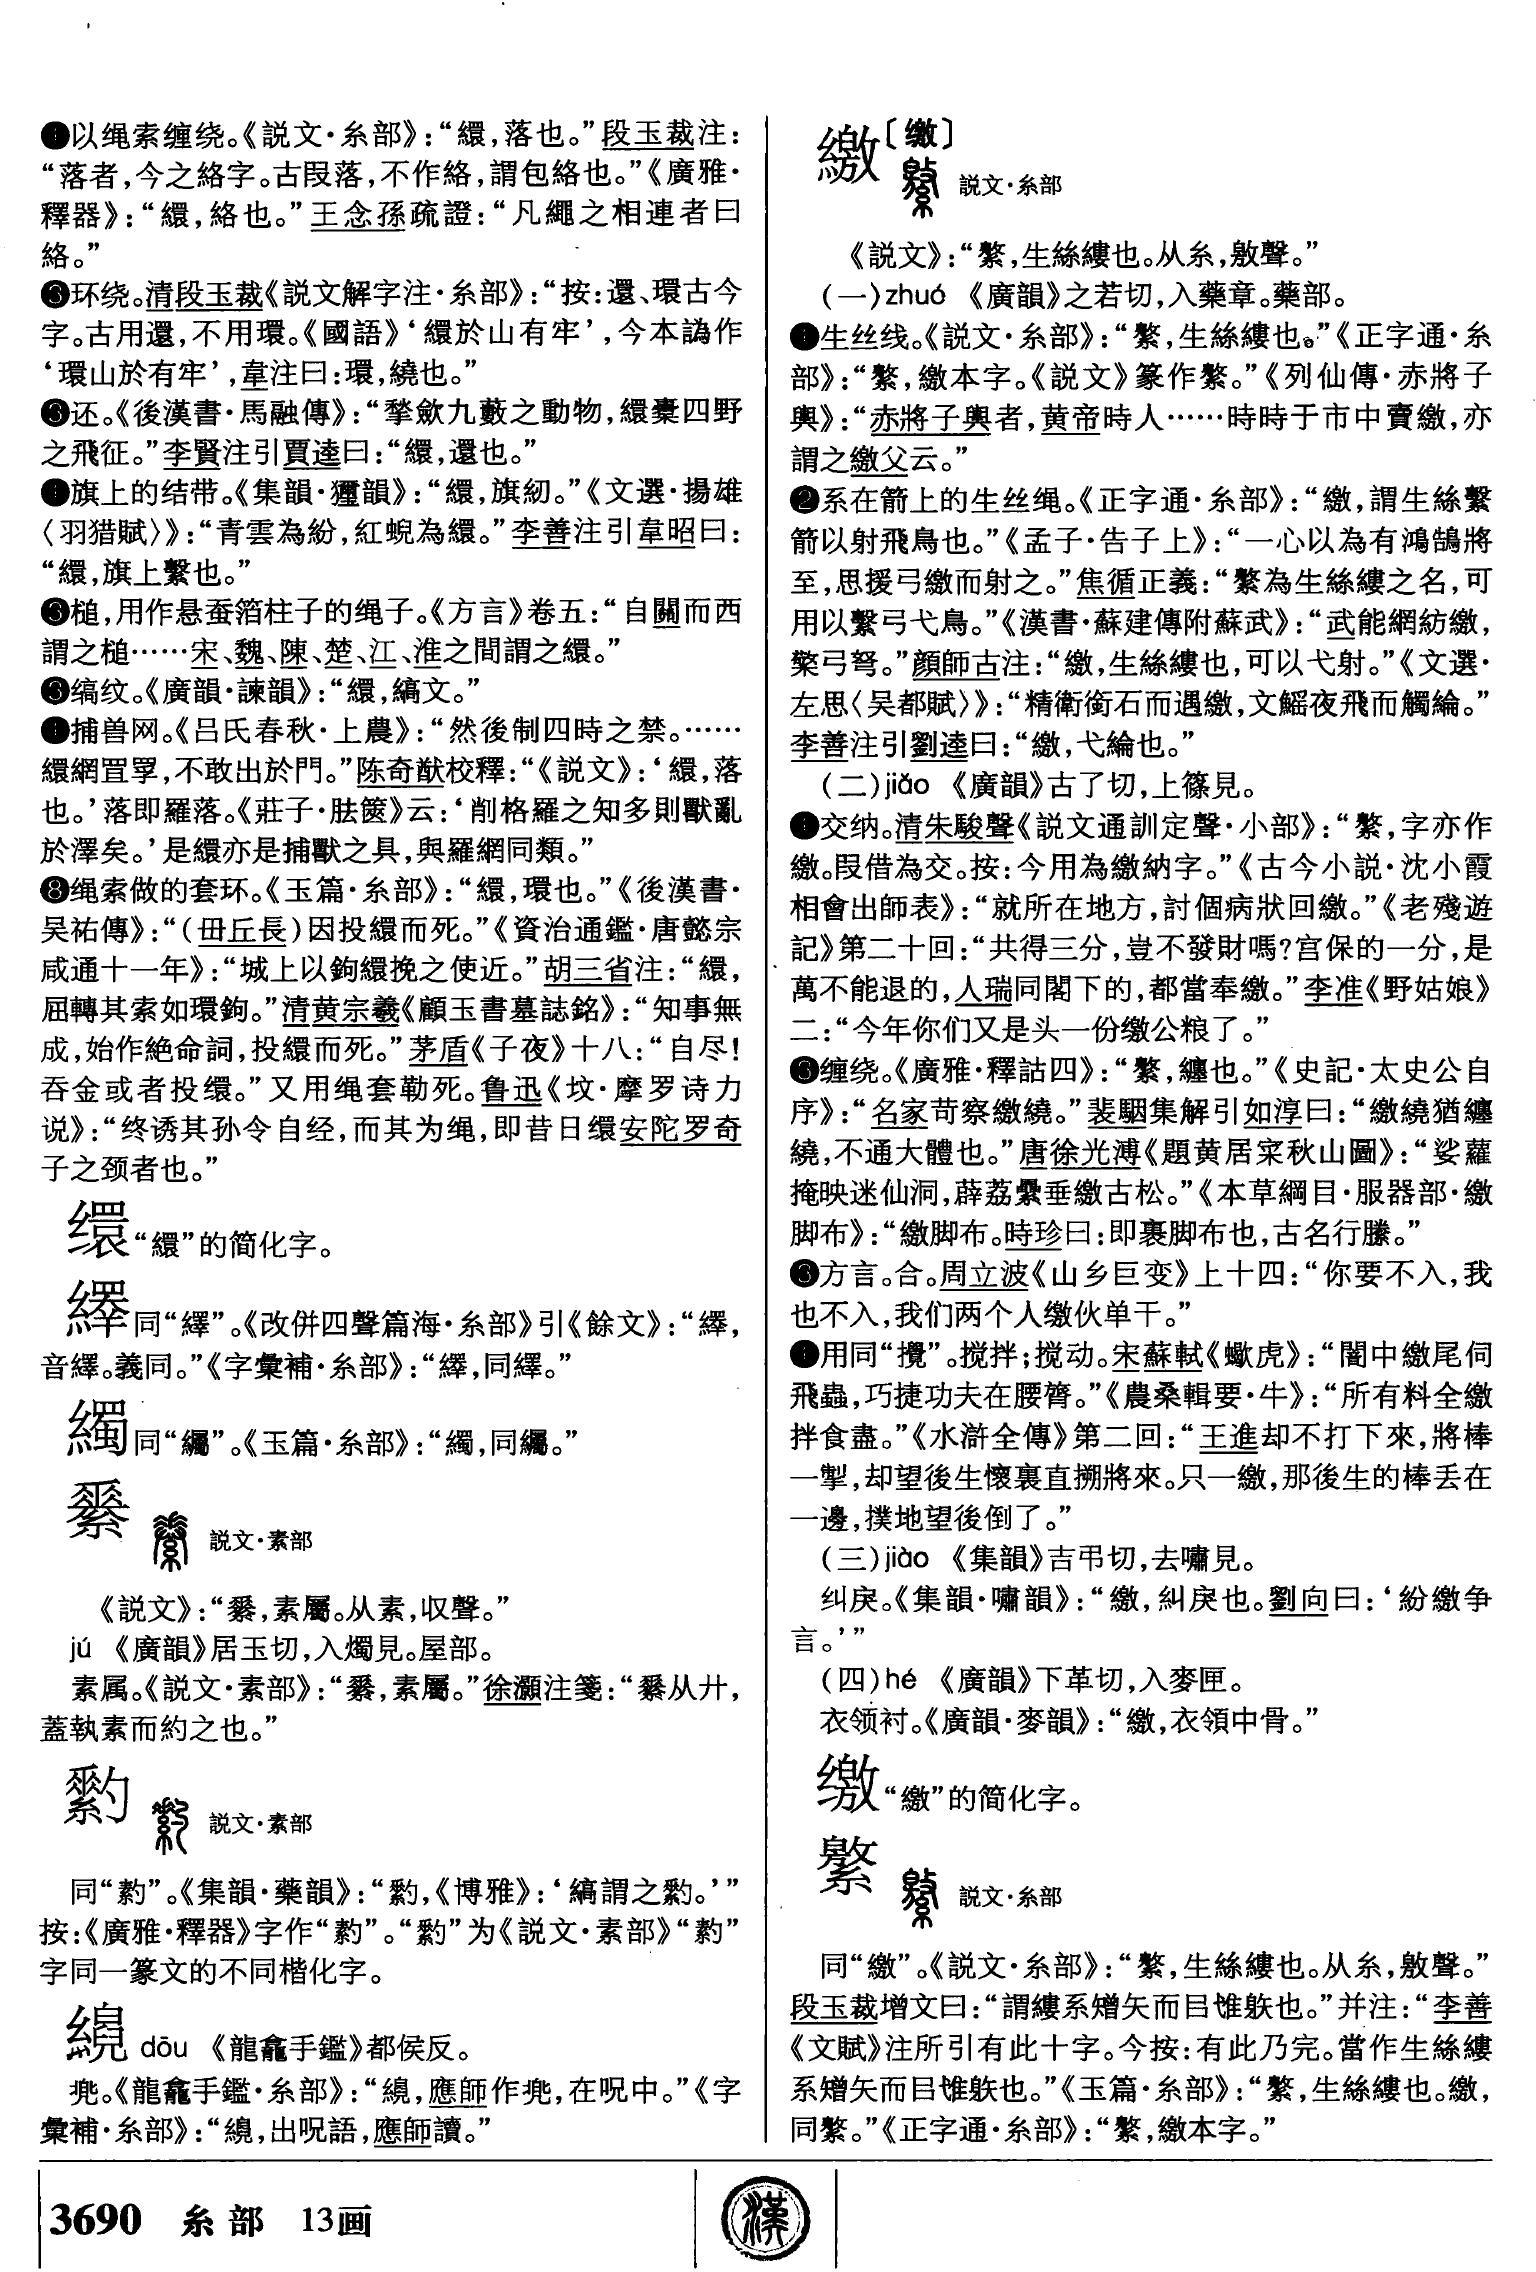 ❶以绳索缠绕。《説文·糸部》：“繯，落也。”段玉裁注：
“落者，今之絡字。古叚落，不作絡，謂包絡也。”《廣雅·
釋器》：“繯，絡也。”王念孫疏證：“凡繩之相連者曰
絡。”
❷环绕。清段玉裁《説文解字注·糸部》：“按：還、環古今
字。古用還，不用環。《國語》‘繯於山有牢’，今本譌作
‘環山於有牢’，韋注曰：環，繞也。”
❸还。《後漢書·馬融傳》：“揫斂九藪之動物，繯橐四野
之飛征。”李賢注引賈逵曰：“繯，還也。”
❹旗上的结带。《集韻·獮韻》：“繯，旗紉。”《文選·揚雄
〈羽猎賦〉》：“青雲為紛，紅蜺為繯。”李善注引韋昭曰：
“繯，旗上繫也。”
❺槌，用作悬蚕箔柱子的绳子。《方言》卷五：“自關而西
謂之槌……宋、魏、陳、楚、江、淮之間謂之繯。”
❻缟纹。《廣韻·諫韻》：“繯，縞文。”
❼捕兽网。《吕氏春秋·上農》：“然後制四時之禁。……
繯網罝罦，不敢出於門。”陈奇猷校釋：“《説文》：‘繯，落
也。’落即羅落。《莊子·胠篋》云：‘削格羅之知多則獸亂
於澤矣。’是繯亦是捕獸之具，與羅網同類。”
❽绳索做的套环。《玉篇·糸部》：“繯，環也。”《後漢書·
吴祐傳》：“（毌丘長）因投繯而死。”《資治通鑑·唐懿宗
咸通十一年》：“城上以鉤繯挽之使近。”胡三省注：“繯，
屈轉其索如環鉤。”清黄宗羲《顧玉書墓誌銘》：“知事無
成，始作絶命詞，投繯而死。”茅盾《子夜》十八：“自尽！
吞金或者投缳。”又用绳套勒死。鲁迅《坟·摩罗诗力
说》：“终诱其孙令自经，而其为绳，即昔日缳安陀罗奇
子之颈者也。”
缳“繯”的简化字。
同“繹”。《改併四聲篇海·糸部》引《餘文》：“
音繹。義同。”《字彙補·糸部》：“，同繹。”
同“纚”。《玉篇·糸部》：“
説文·素部
《説文》：“，素屬。从素，収聲。”
jú 《廣韻》居玉切，入燭見。屋部。
素属。《説文·素部》：“，素屬。”徐灝注箋：“从廾，
蓋執素而約之也。”
説文·素部
同“䋤”。《集韻·藥韻》：“，《博雅》：‘縞謂之。’”
按：《廣雅·釋器》字作“”。“”为《説文·素部》“”
字同一篆文的不同楷化字。
dōu 《龍龕手鑑》都侯反。
兠。《龍龕手鑑·糸部》：“，應師作兠，在呪中。”《字
彙補·糸部》：“，出呪語，應師讀。”
繳〔缴〕
説文·糸部
《説文》：“繁，生絲縷也。从糸，敫聲。”
（一）zhuó 《廣韻》之若切，入藥章。藥部。
❶生丝线。《説文·糸部》：“䌸，生絲縷也。”《正字通·糸
部》：“䌸，繳本字。《説文》篆作䌸。”《列仙傳·赤將子
輿》：“赤將子輿者，黄帝時人……時時于市中賣繳，亦
謂之繳父云。”
❷系在箭上的生丝绳。《正字通·糸部》：“繳，謂生絲繫
箭以射飛鳥也。”《孟子·告子上》：“一心以為有鴻鵠將
至，思援弓繳而射之。”焦循正義：“䌸為生絲縷之名，可
用以繫弓弋鳥。”《漢書·蘇建傳附蘇武》：“武能網紡繳，
檠弓弩。”顔師古注：“繳，生絲縷也，可以弋射。”《文選·
左思〈吴都賦〉》：“精衛銜石而遇繳，文鰩夜飛而觸綸。”
李善注引劉逵曰：“繳，弋綸也。”
（二）jiǎo 《廣韻》古了切，上篠見。
❶交纳。清朱駿聲《説文通訓定聲·小部》：“䌸，字亦作
繳。叚借為交。按：今用為繳納字。”《古今小説·沈小霞
相會出師表》：“就所在地方，討個病狀回繳。”《老殘遊
記》第二十回：“共得三分，豈不發財嗎？宫保的一分，是
萬不能退的，人瑞同閣下的，都當奉繳。”李准《野姑娘》
二：“今年你们又是头一份缴公粮了。”
❷缠绕。《廣雅·釋詁四》：“䌸，纏也。”《史記·太史公自
序》：“名家苛察繳繞。”裴駰集解引如淳曰：“繳繞猶纏
繞，不通大體也。”唐徐光溥《題黄居寀秋山圖》：“娑蘿
掩映迷仙洞，薜荔纍垂繳古松。”《本草綱目·服器部·繳
脚布》：“繳脚布。時珍曰：即裹脚布也，古名行縢。”
❸方言。合。周立波《山乡巨变》上十四：“你要不入，我
也不入，我们两个人缴伙单干。”
❹用同“攪”。搅拌；搅动。宋蘇軾《蠍虎》：“闇中繳尾伺
飛蟲，巧捷功夫在腰膂。”《農桑輯要·牛》：“所有料全繳
拌食盡。”《水滸全傳》第二回：“王進却不打下來，將棒
一掣，却望後生懷裏直搠將來。只一繳，那後生的棒丢在
一邊，撲地望後倒了。”
（三）jiào 《集韻》吉弔切，去嘯見。
纠戾。《集韻·嘯韻》：“繳，糾戾也。劉向曰：‘紛繳争
言。’”
（四）hé 《廣韻》下革切，入麥匣。
衣领衬。《廣韻·麥韻》：“繳，衣領中骨。”
缴“繳”的简化字。
䌸
説文·糸部
同“繳”。《説文·糸部》：“䌸，生絲縷也。从糸，敫聲。”
段玉裁增文曰：“謂縷系矰矢而㠯隿躲也。”并注：“李善
《文賦》注所引有此十字。今按：有此乃完。當作生絲縷
系矰矢而㠯隿躲也。”《玉篇·糸部》：“䌸，生絲縷也。繳，
同䌸。”《正字通·糸部》：“䌸，繳本字。”
3690 糸部 13画
漢